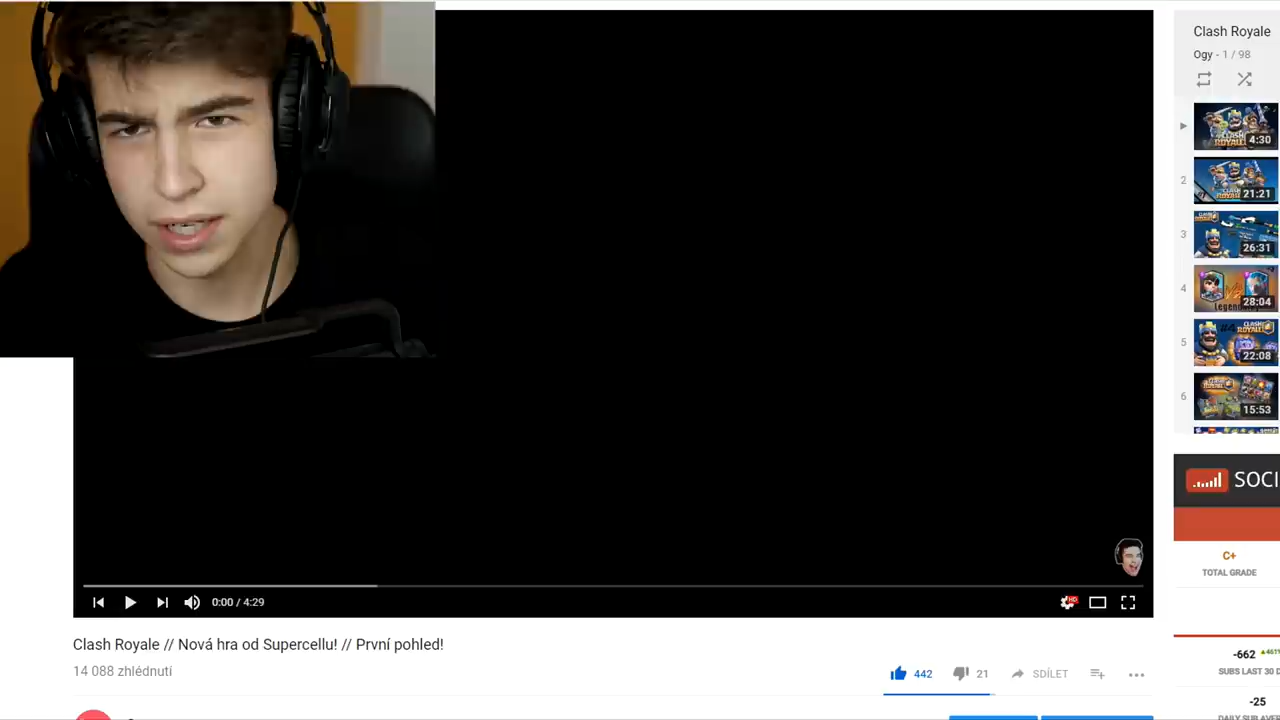 Clash Royale
Ogy - 1 / 98
4:30
2
21:21
3
26:31
4
28:04
5
22:08
6
15:53
0:00 / 4:29
HD
Clash Royale // Nová hra od Supercellu! // První pohled!
14 088 zhlédnutí
442
21
SDÍLET
SOCI
C+
TOTAL GRADE
-662
SUBS LAST 30 D
-25